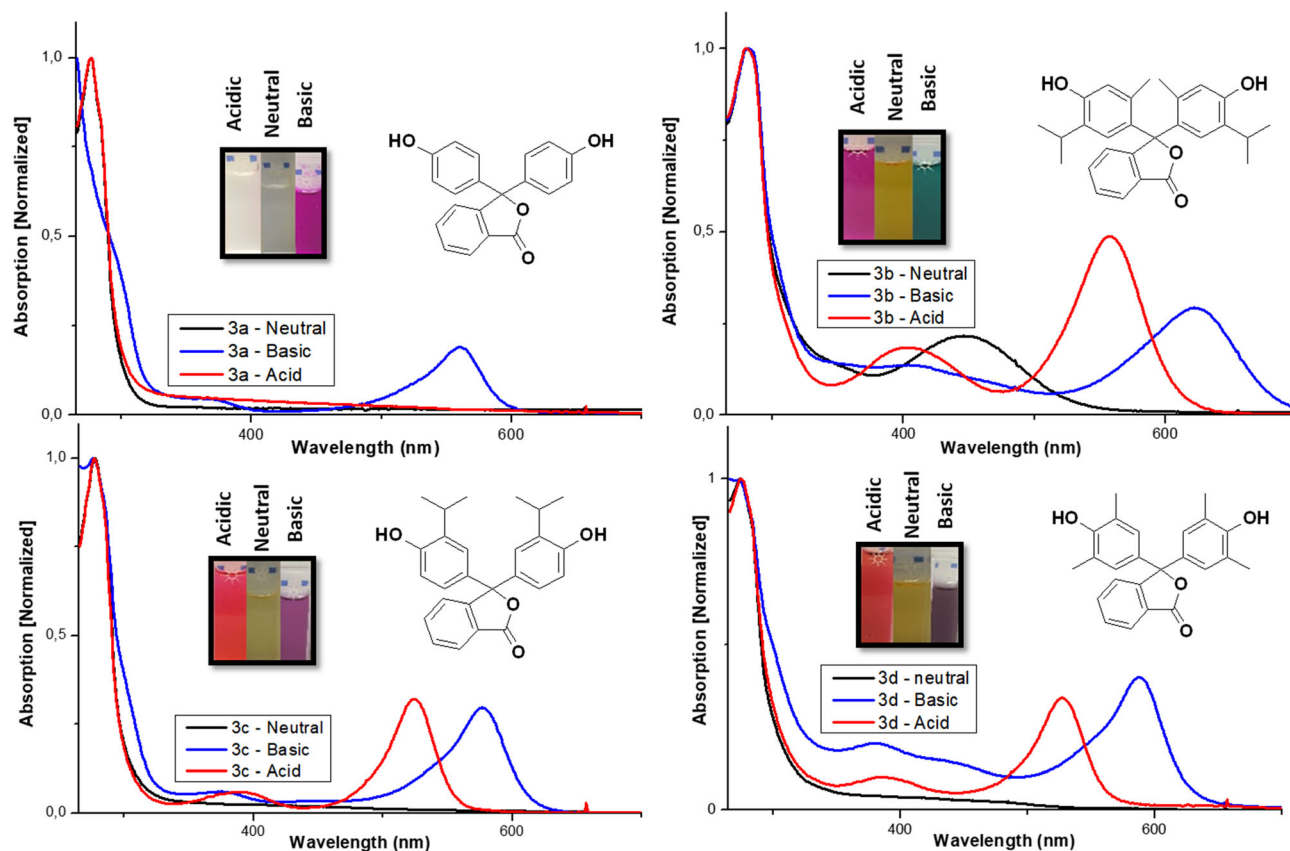 Absorption [Normalized]
1,0
0,5
0,0
Acidic
Neutral
Basic
HO
OH
O
O
3a - Neutral
3a - Basic
3a - Acid
400
600
Wavelength (nm)
Absorption [Normalized]
1,0
0,5
0,0
Acidic
Neutral
Basic
HO
OH
O
O
3b - Neutral
3b - Basic
3b - Acid
400
600
Wavelength (nm)
Absorption [Normalized]
1,0
0,5
0,0
Acidic
Neutral
Basic
HO
OH
O
O
3c - Neutral
3c - Basic
3c - Acid
400
600
Wavelength (nm)
Absorption [Normalized]
1
0,5
0
Acidic
Neutral
Basic
HO
OH
O
O
3d - neutral
3d - Basic
3d - Acid
400
600
Wavelength (nm)